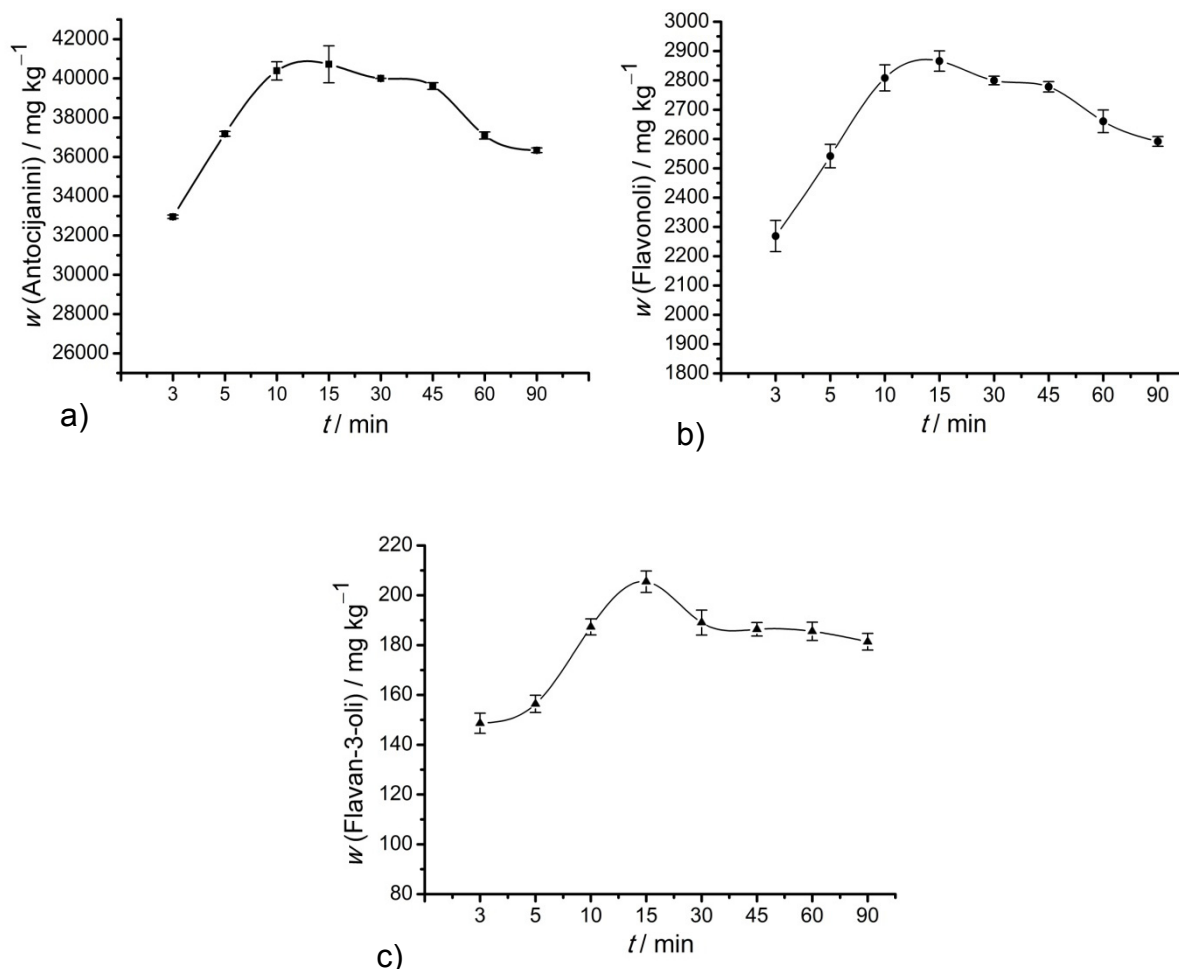 42000
40000
38000
36000
34000
32000
30000
28000
26000
w (Antocijanini) / mg kg⁻¹
3 5 10 15 30 45 60 90
t / min
a)
3000
2900
2800
2700
2600
2500
2400
2300
2200
2100
2000
1900
1800
w (Flavonoli) / mg kg⁻¹
3 5 10 15 30 45 60 90
t / min
b)
220
200
180
160
140
120
100
80
w (Flavan-3-oli) / mg kg⁻¹
3 5 10 15 30 45 60 90
t / min
c)